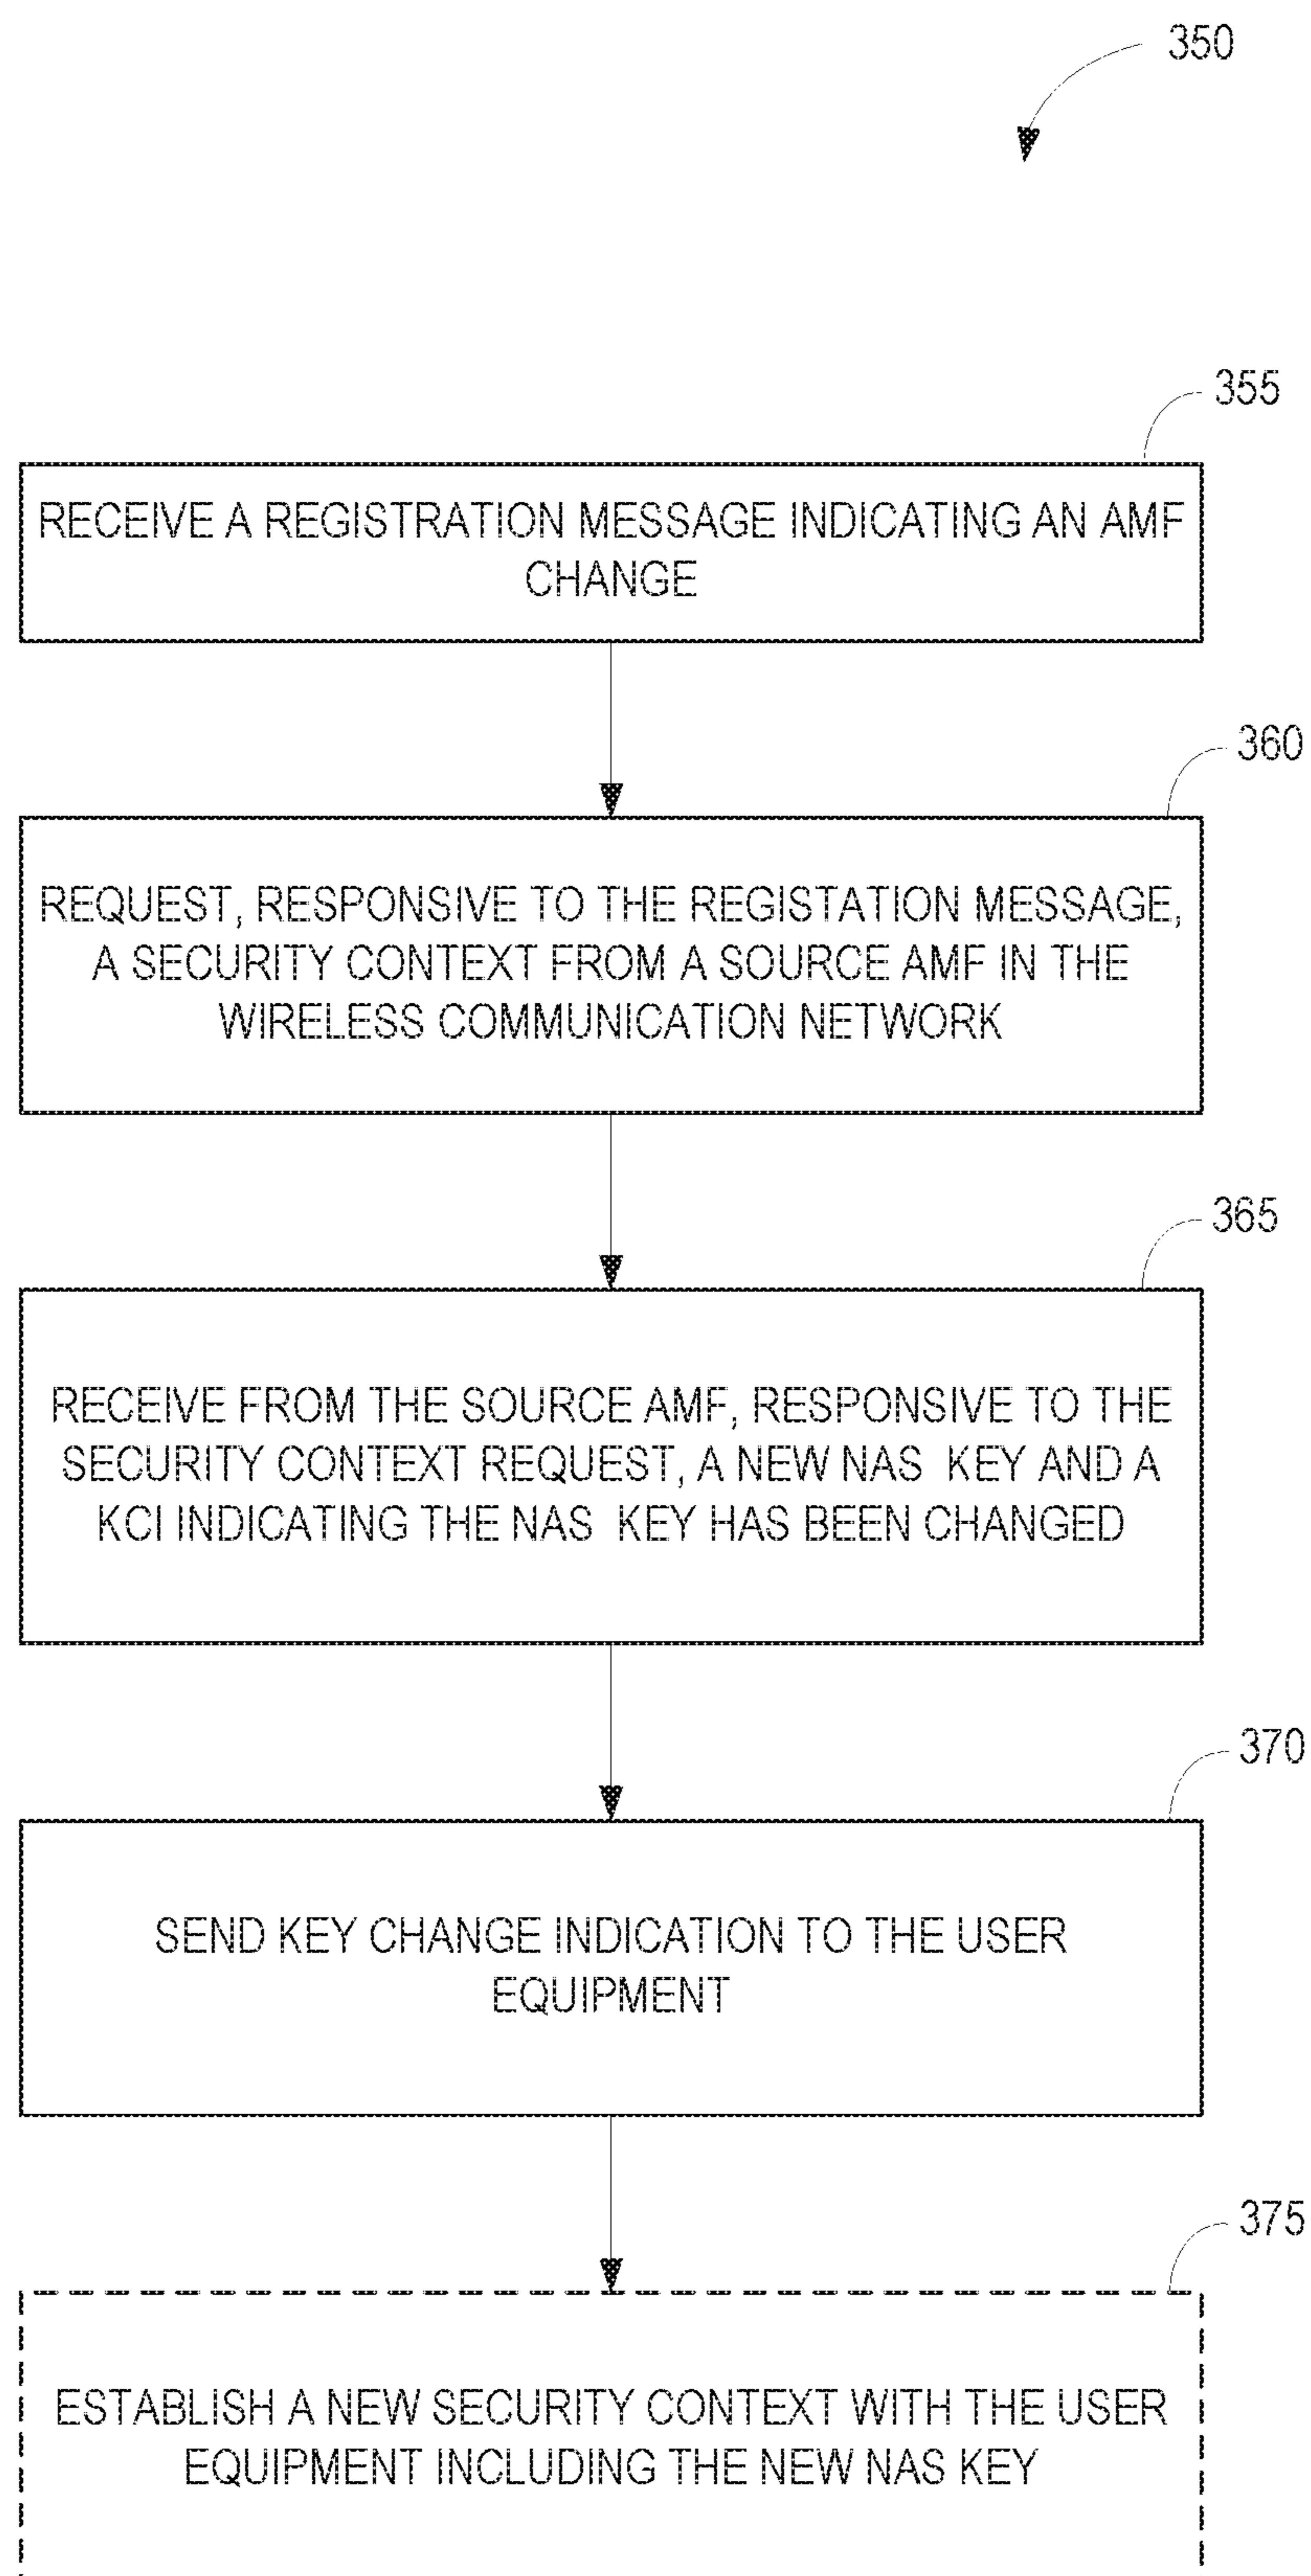 350
355
RECEIVE A REGISTRATION MESSAGE INDICATING AN AMF
CHANGE
360
REQUEST, RESPONSIVE TO THE REGISTATION MESSAGE,
A SECURITY CONTEXT FROM A SOURCE AMF IN THE
WIRELESS COMMUNICATION NETWORK
365
RECEIVE FROM THE SOURCE AMF, RESPONSIVE TO THE
SECURITY CONTEXT REQUEST, A NEW NAS KEY AND A
KCI INDICATING THE NAS KEY HAS BEEN CHANGED
370
SEND KEY CHANGE INDICATION TO THE USER
EQUIPMENT
375
ESTABLISH A NEW SECURITY CONTEXT WITH THE USER
EQUIPMENT INCLUDING THE NEW NAS KEY